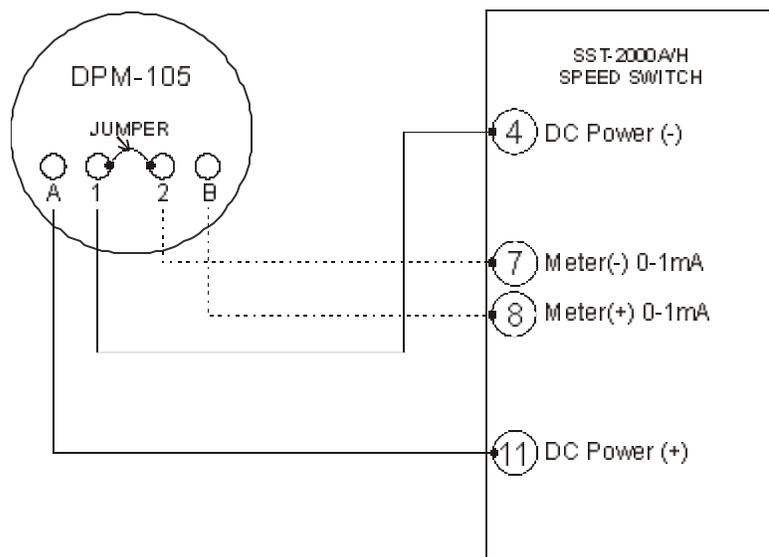 DPM-105
JUMPER
A 1 2 B
SST-2000A/H
SPEED SWITCH
4 DC Power (-)
7 Meter(-) 0-1mA
8 Meter(+) 0-1mA
11 DC Power (+)